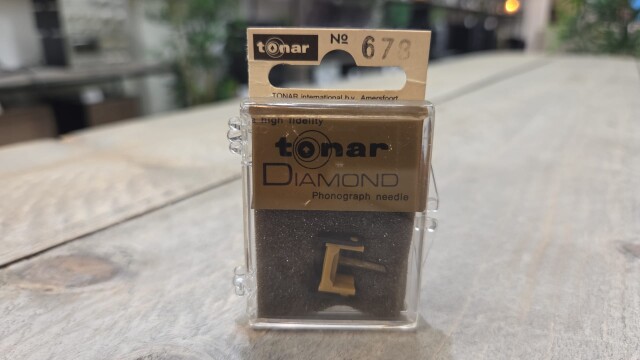 tonar No 678
TONAR international b.v. Amersfoort
high fidelity
tonar
DIAMOND
Phonograph needle